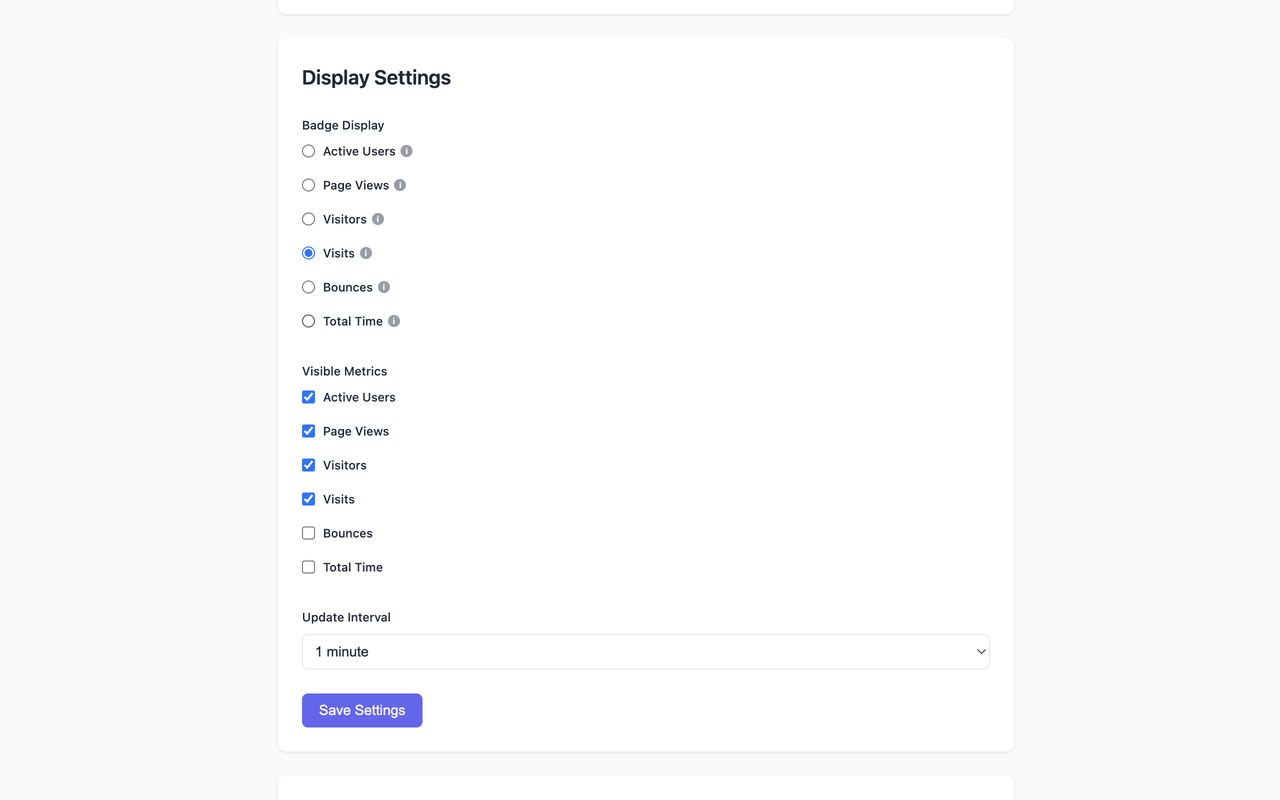 Display Settings
Badge Display
Active Users
Page Views
Visitors
Visits
Bounces
Total Time
Visible Metrics
Active Users
Page Views
Visitors
Visits
Bounces
Total Time
Update Interval
1 minute
Save Settings